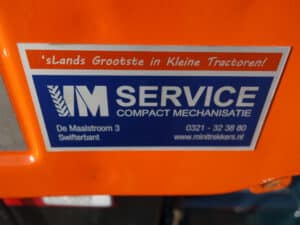 'sLands Grootste in Kleine Tractoren!
IM SERVICE
COMPACT MECHANISATIE
De Maalstroom 3 0321 - 32 38 80
Swifterbant www.minitrekkers.nl